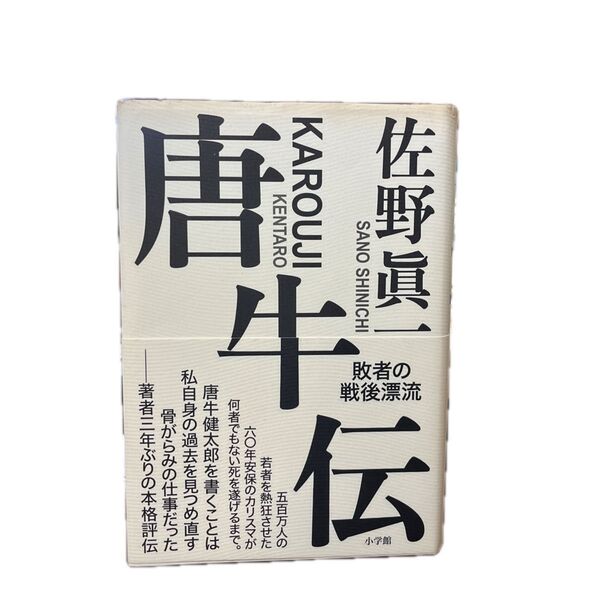 佐野眞一
SANO SHINICHI
唐牛伝
KAROUJI
KENTARO
敗者の
戦後漂流
五百万人の
若者を熱狂させた
六〇年安保のカリスマが
何者でもない死を遂げるまで。
唐牛健太郎を書くことは
私自身の過去を見つめ直す
骨がらみの仕事だった
——著者三年ぶりの本格評伝
小学館